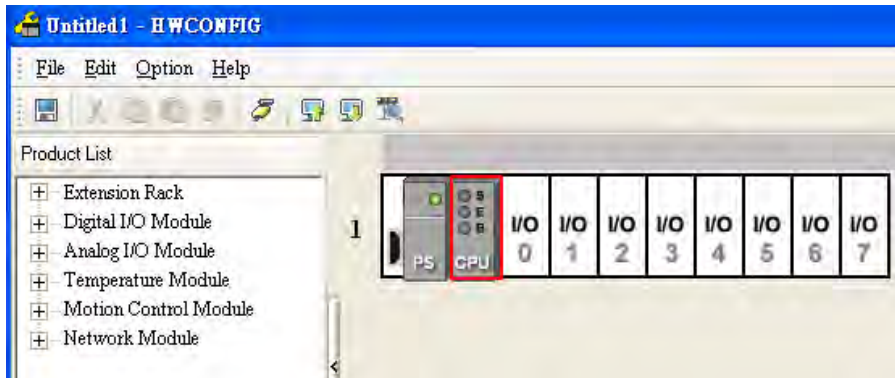 Untitled1 - HWCONFIG
File Edit Option Help
Product List
Extension Rack
Digital I/O Module
Analog I/O Module
Temperature Module
Motion Control Module
Network Module
1
PS
S
E
B
CPU
I/O 0
I/O 1
I/O 2
I/O 3
I/O 4
I/O 5
I/O 6
I/O 7